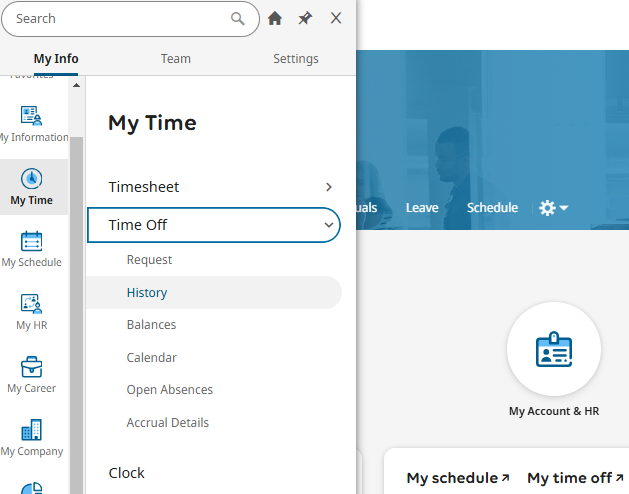 Search
X
My Info
Team
Settings
Favorites
My Information
My Time
My Schedule
My HR
My Career
My Company
My Time
Timesheet
Time Off
Request
History
Balances
Calendar
Open Absences
Accrual Details
Clock
uals
Leave
Schedule
My Account & HR
My schedule
My time off